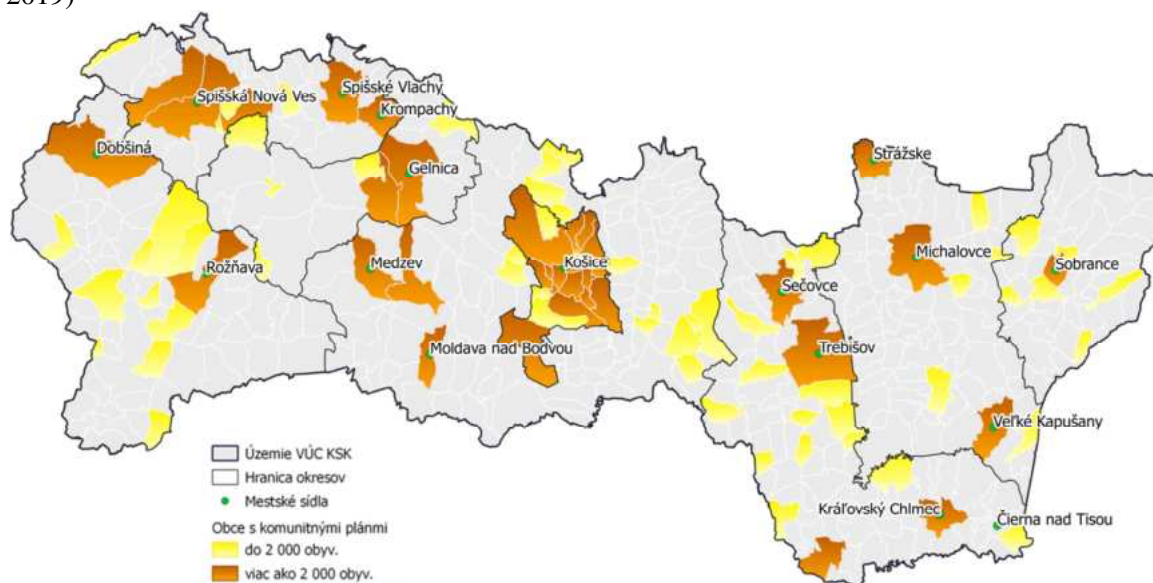 2019)
Spišská Nová Ves
Spišské Vlachy
Krompachy
Dobšiná
Gelnica
Strážske
Rožňava
Medzev
Košice
Michalovce
Sobrance
Sečovce
Moldava nad Bodvou
Trebišov
Veľké Kapušany
Kráľovský Chlmec
Čierna nad Tisou
Územie VÚC KSK
Hranica okresov
Mestské sídla
Obce s komunitnými plánmi
do 2 000 obyv.
viac ako 2 000 obyv.